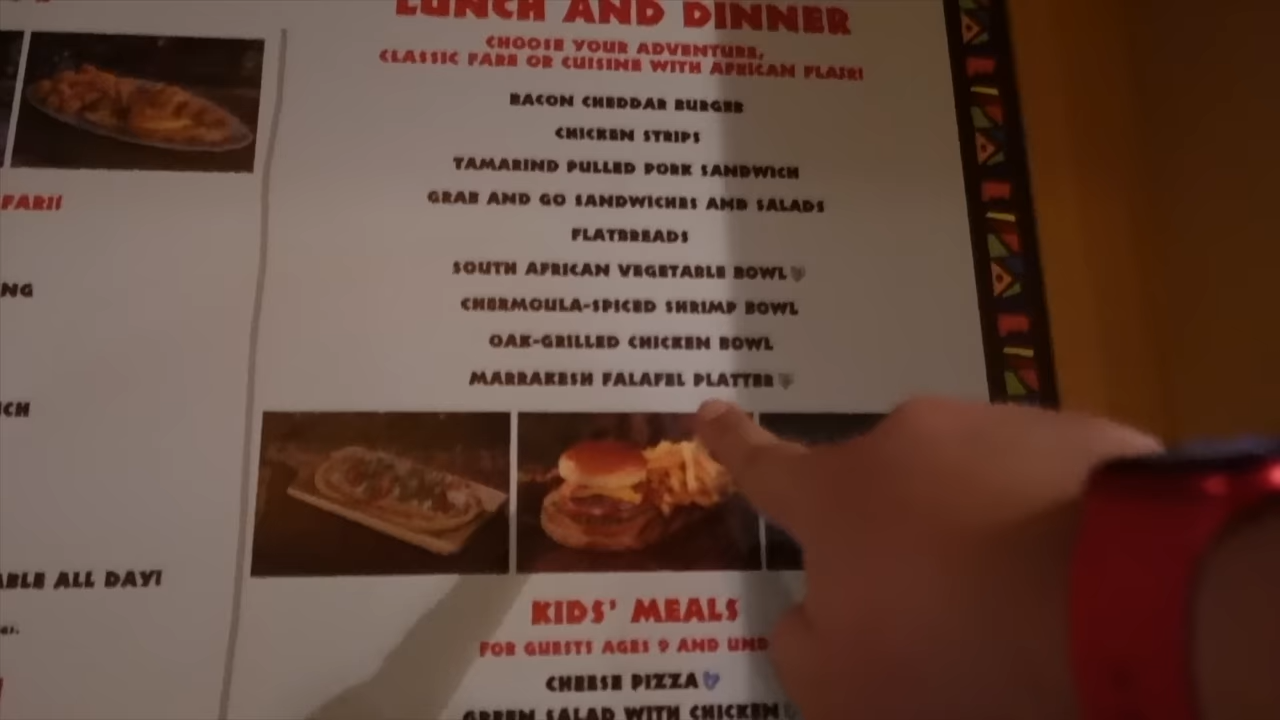 LUNCH AND DINNER
CHOOSE YOUR ADVENTURE,
CLASSIC FARE OR CUISINE WITH AFRICAN FLAIR!
BACON CHEDDAR BURGER
CHICKEN STRIPS
TAMARIND PULLED PORK SANDWICH
GRAB AND GO SANDWICHES AND SALADS
FLATBREADS
SOUTH AFRICAN VEGETABLE BOWL
CHERMOULA-SPICED SHRIMP BOWL
OAK-GRILLED CHICKEN BOWL
MARRAKESH FALAFEL PLATTER
KIDS' MEALS
FOR GUESTS AGES 9 AND UND
CHEESE PIZZA
GREEN SALAD WITH CHICKEN
FARI!
NG
CH
ABLE ALL DAY!